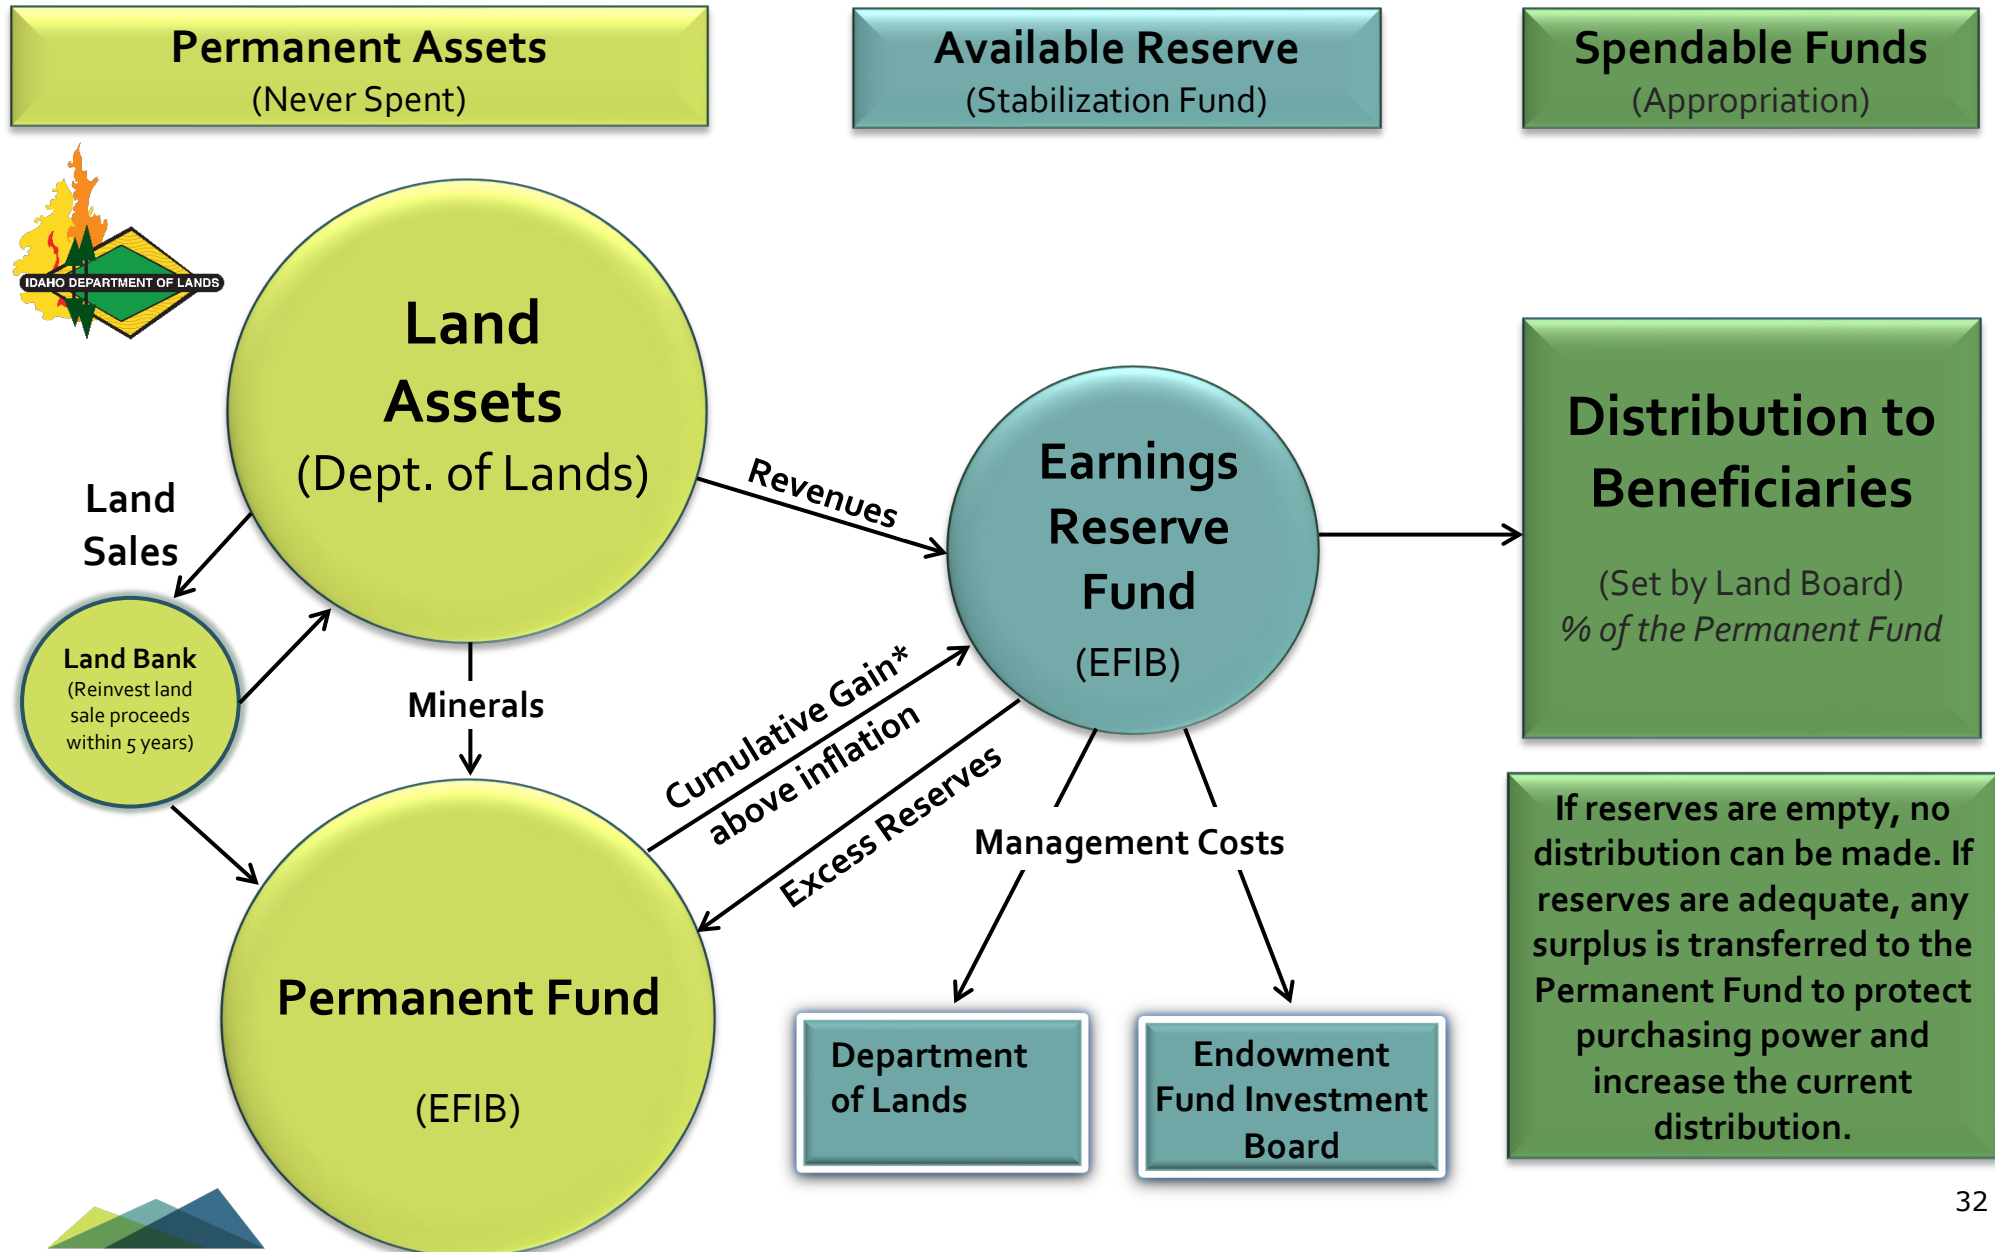 Permanent Assets
(Never Spent)
Available Reserve
(Stabilization Fund)
Spendable Funds
(Appropriation)
IDAHO DEPARTMENT OF LANDS
Land
Assets
(Dept. of Lands)
Land
Sales
Land Bank
(Reinvest land
sale proceeds
within 5 years)
Minerals
Revenues
Earnings
Reserve
Fund
(EFIB)
Cumulative Gain*
above inflation
Excess Reserves
Management Costs
Permanent Fund
(EFIB)
Department
of Lands
Endowment
Fund Investment
Board
Distribution to
Beneficiaries
(Set by Land Board)
% of the Permanent Fund
If reserves are empty, no
distribution can be made. If
reserves are adequate, any
surplus is transferred to the
Permanent Fund to protect
purchasing power and
increase the current
distribution.
32